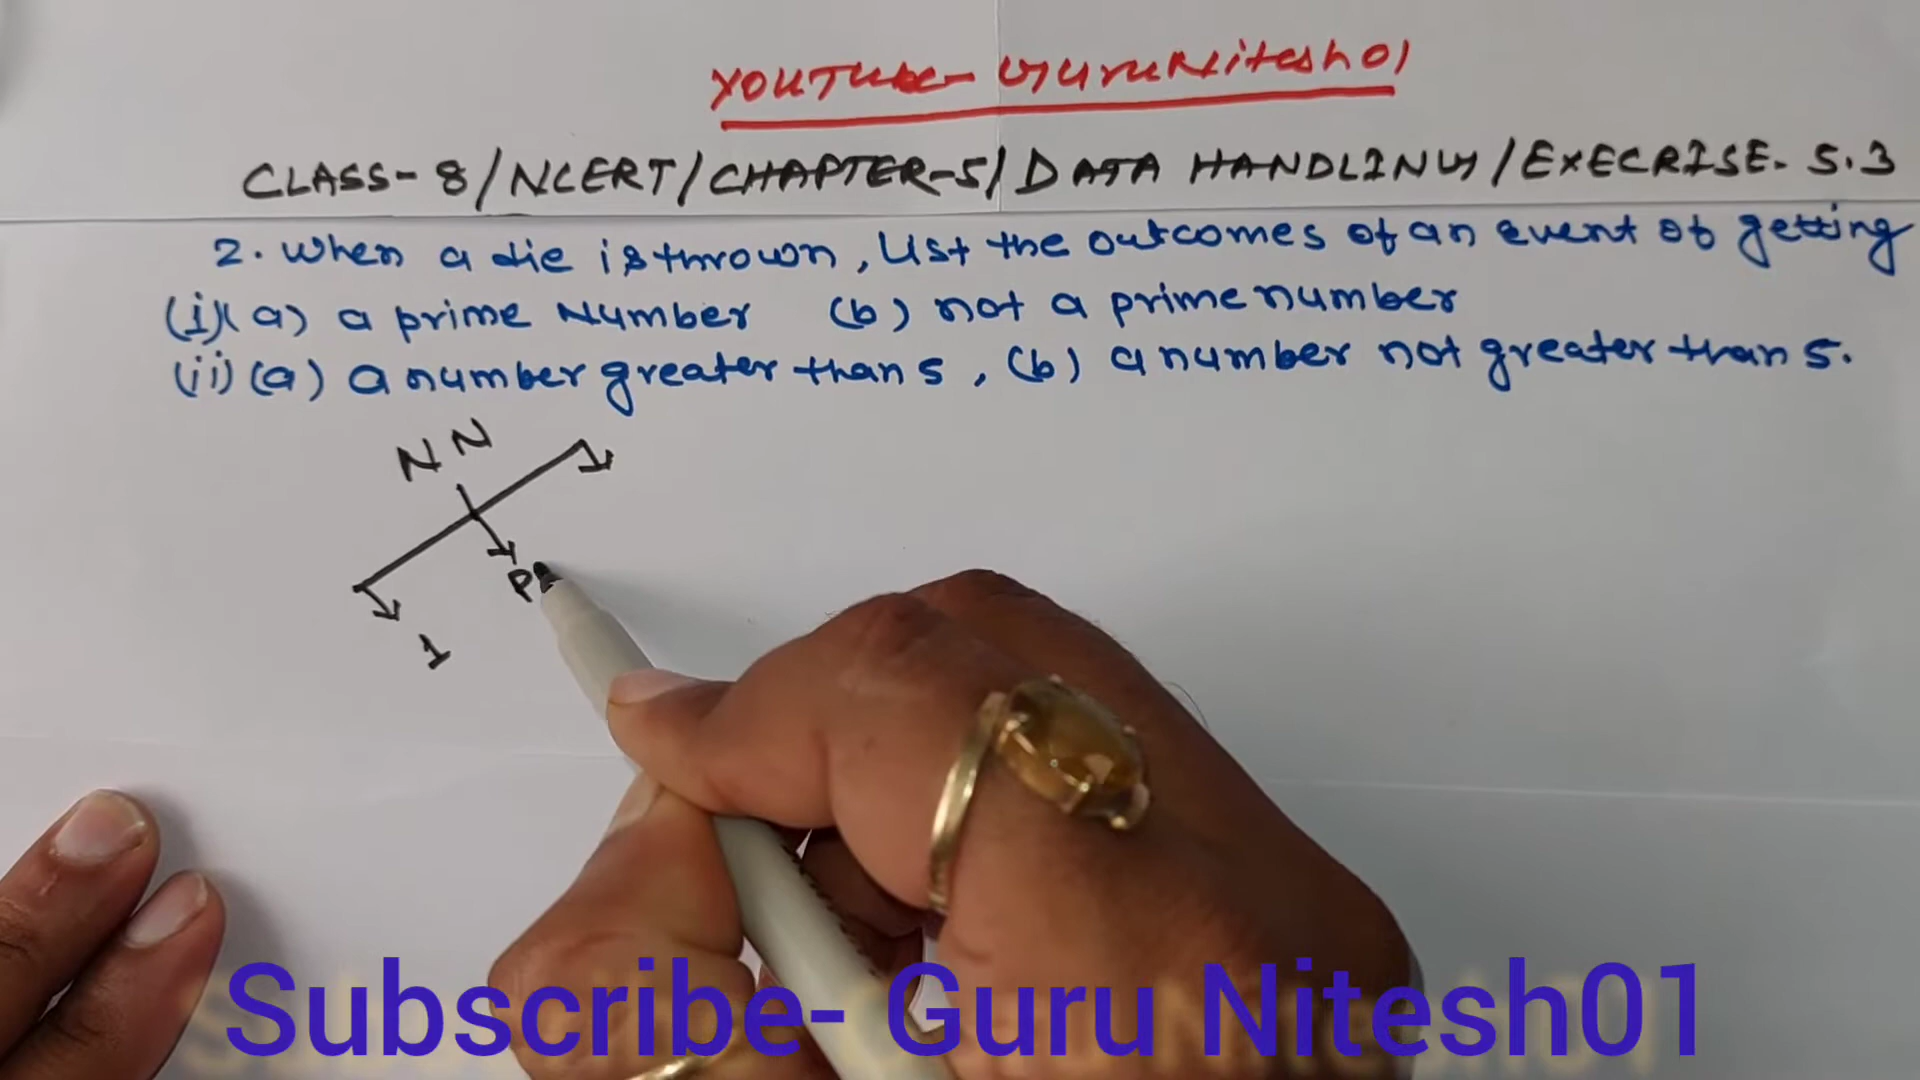 YOUTUBE- GuruNitesh01
CLASS- 8/NCERT/CHAPTER-5/DATA HANDLING/EXECRISE- 5.3
2. When a die is thrown, List the outcomes of an event of getting
(i)(a) a prime Number (b) not a prime number
(ii) (a) a number greater than 5, (b) a number not greater than 5.
N N
P
1
Subscribe- Guru Nitesh01